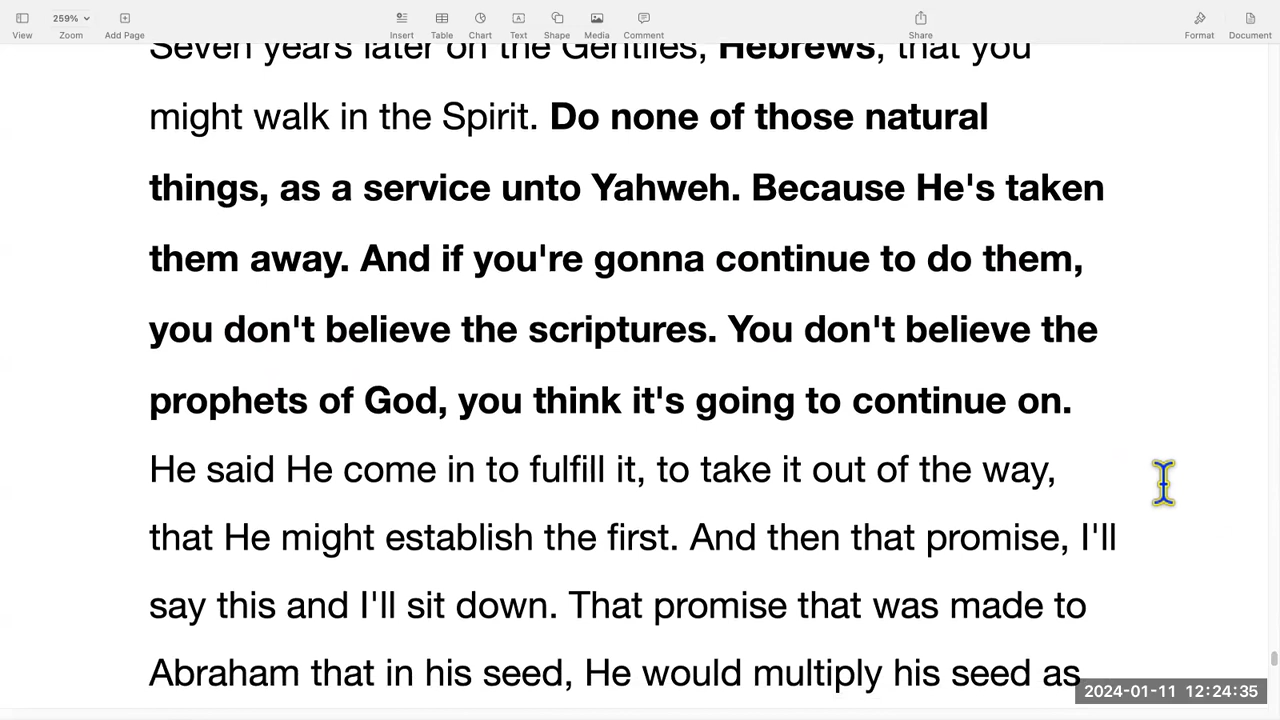 259%
View
Zoom
Add Page
Insert
Table
Chart
Text
Shape
Media
Comment
Share
Format
Document
Seven years later on the Gentiles, Hebrews, that you
might walk in the Spirit. Do none of those natural
things, as a service unto Yahweh. Because He's taken
them away. And if you're gonna continue to do them,
you don't believe the scriptures. You don't believe the
prophets of God, you think it's going to continue on.
He said He come in to fulfill it, to take it out of the way,
that He might establish the first. And then that promise, I'll
say this and I'll sit down. That promise that was made to
Abraham that in his seed, He would multiply his seed as
2024-01-11 12:24:35